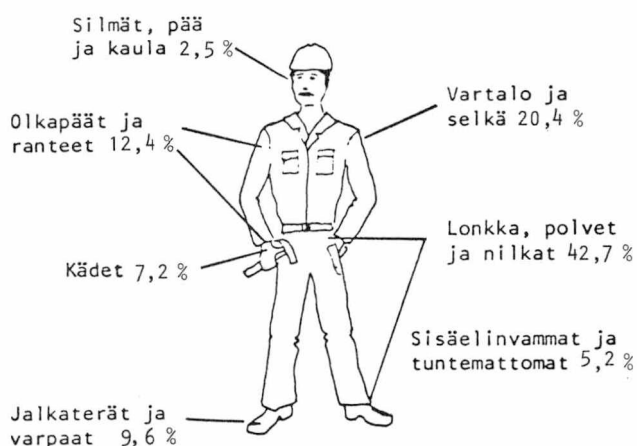 Silmät, pää
ja kaula 2,5 %
Vartalo ja
selkä 20,4 %
Olkapäät ja
ranteet 12,4 %
Lonkka, polvet
ja nilkat 42,7 %
Kädet 7,2 %
Sisäelinvammat ja
tuntemattomat 5,2 %
Jalkaterät ja
varpaat 9,6 %